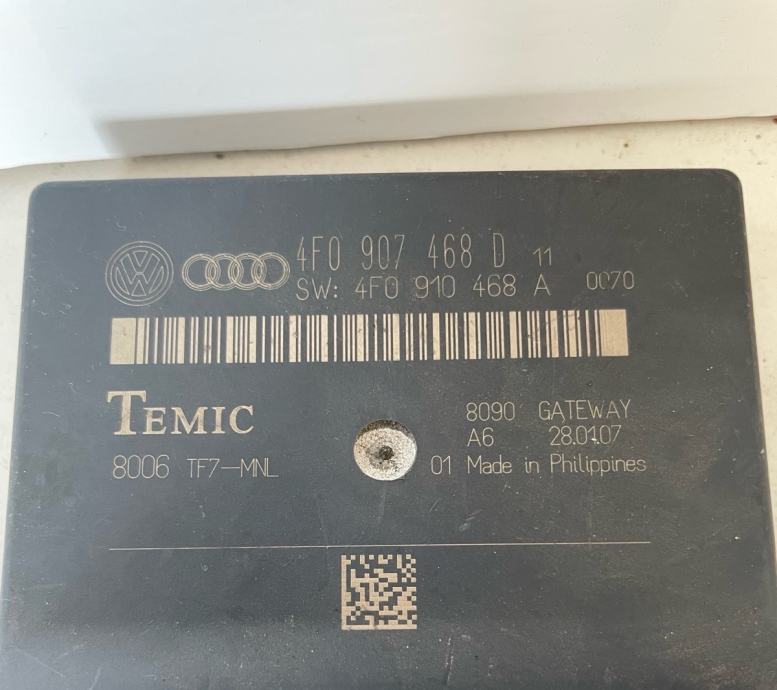 4F0 907 468 D 11
SW: 4F0 910 468 A 0070
TEMIC
8090 GATEWAY
A6 28.01.07
8006 TF7-MNL
01 Made in Philippines